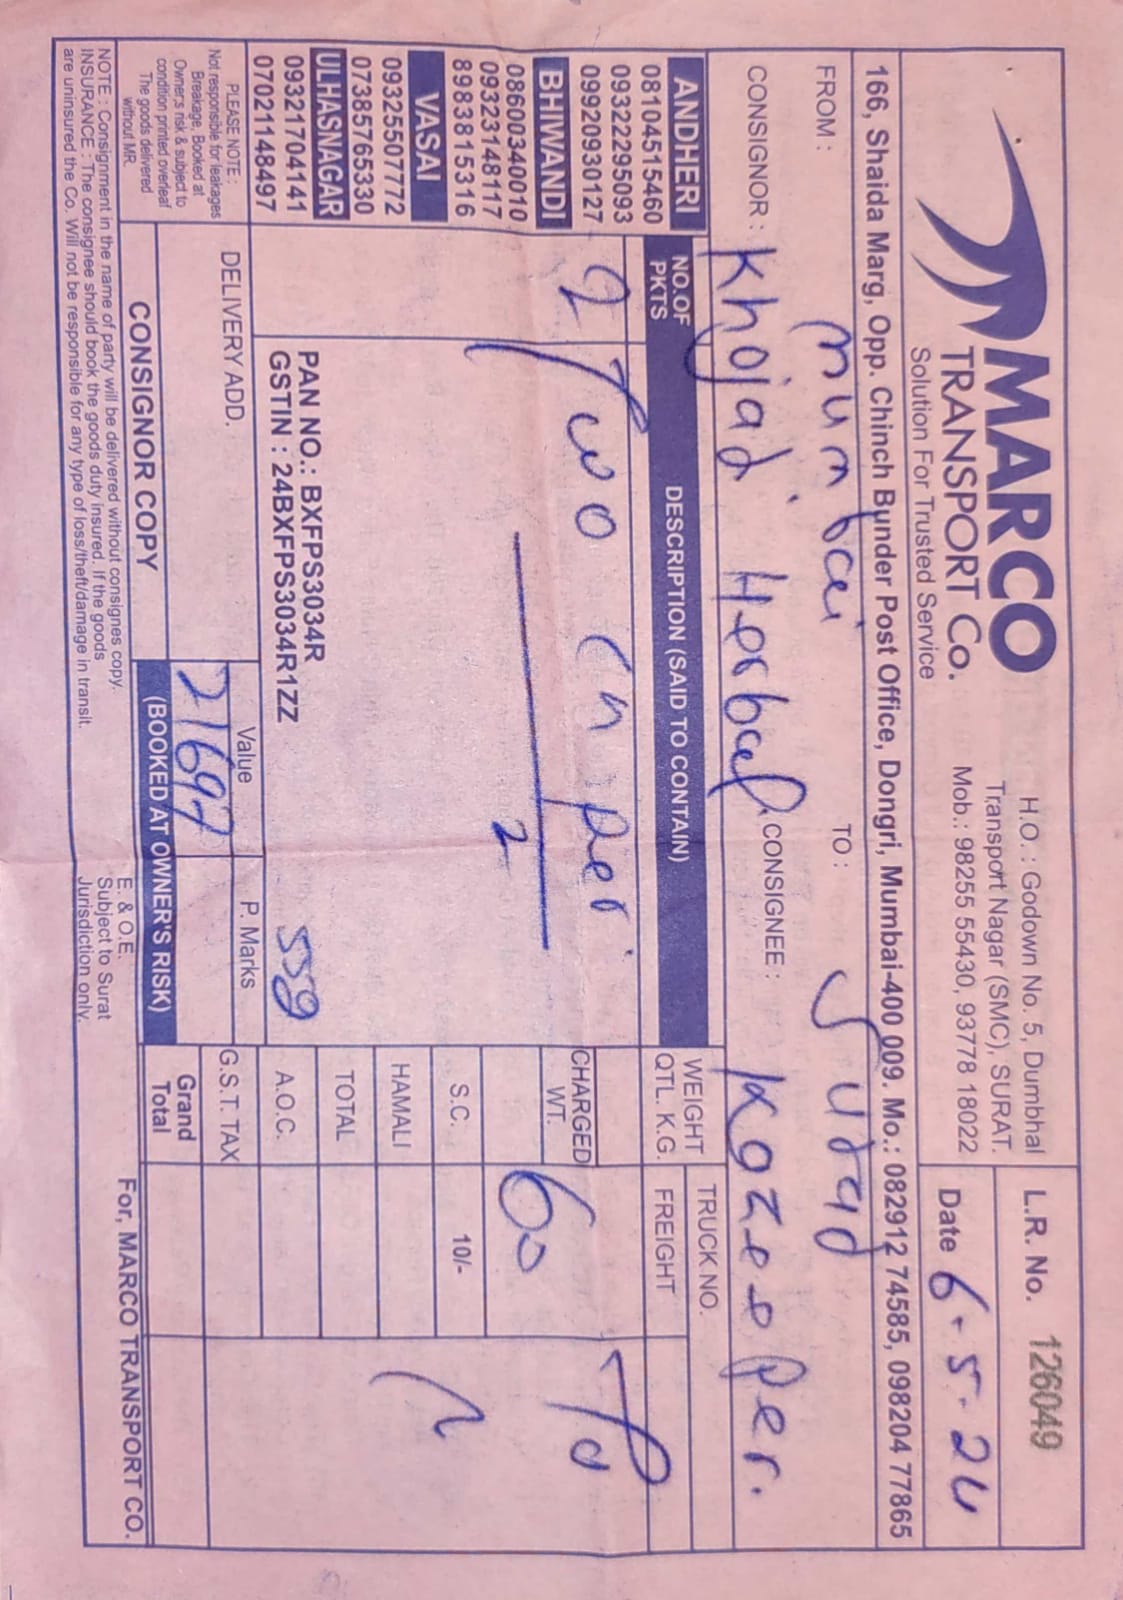 MARCO
TRANSPORT Co.
Solution For Trusted Service
H.O. : Godown No. 5, Dumbhal
Transport Nagar (SMC), SURAT.
Mob.: 98255 55430, 93778 18022
L.R. No. 126049
Date 6-5-24
166, Shaida Marg, Opp. Chinch Bunder Post Office, Dongri, Mumbai-400 009. Mo.: 082912 74585, 098204 77865
FROM : mumbai TO : Surad
CONSIGNOR : Khojad Herbal CONSIGNEE :
ANDHERI
08104515460
09322295093
09920930127
BHIWANDI
08600340010
09323148117
8983815316
VASAI
09325507772
07385765330
ULHASNAGAR
09321704141
07021148497
PLEASE NOTE :
Not responsible for leakages
Breakage, Booked at
Owner's risk & subject to
condition printed overleaf
The goods delivered
without MR.
NO.OF
PKTS
DESCRIPTION (SAID TO CONTAIN)
2 Two
2
PAN NO.: BXFPS3034R
GSTIN : 24BXFPS3034R1ZZ
559
DELIVERY ADD.
Value
21697
P. Marks
CONSIGNOR COPY
(BOOKED AT OWNER'S RISK)
WEIGHT
QTL. K.G.
TRUCK NO.
FREIGHT
CHARGED
WT.
60
S.C. 10/-
HAMALI
TOTAL
A.O.C.
G.S.T. TAX
Grand
Total
NOTE : Consignment in the name of party will be delivered without consignes copy.
INSURANCE : The consignee should book the goods duty insured. If the goods
are uninsured the Co. Will not be responsible for any type of loss/theft/damage in transit.
E. & O.E.
Subject to Surat
Jurisdiction only.
For, MARCO TRANSPORT CO.